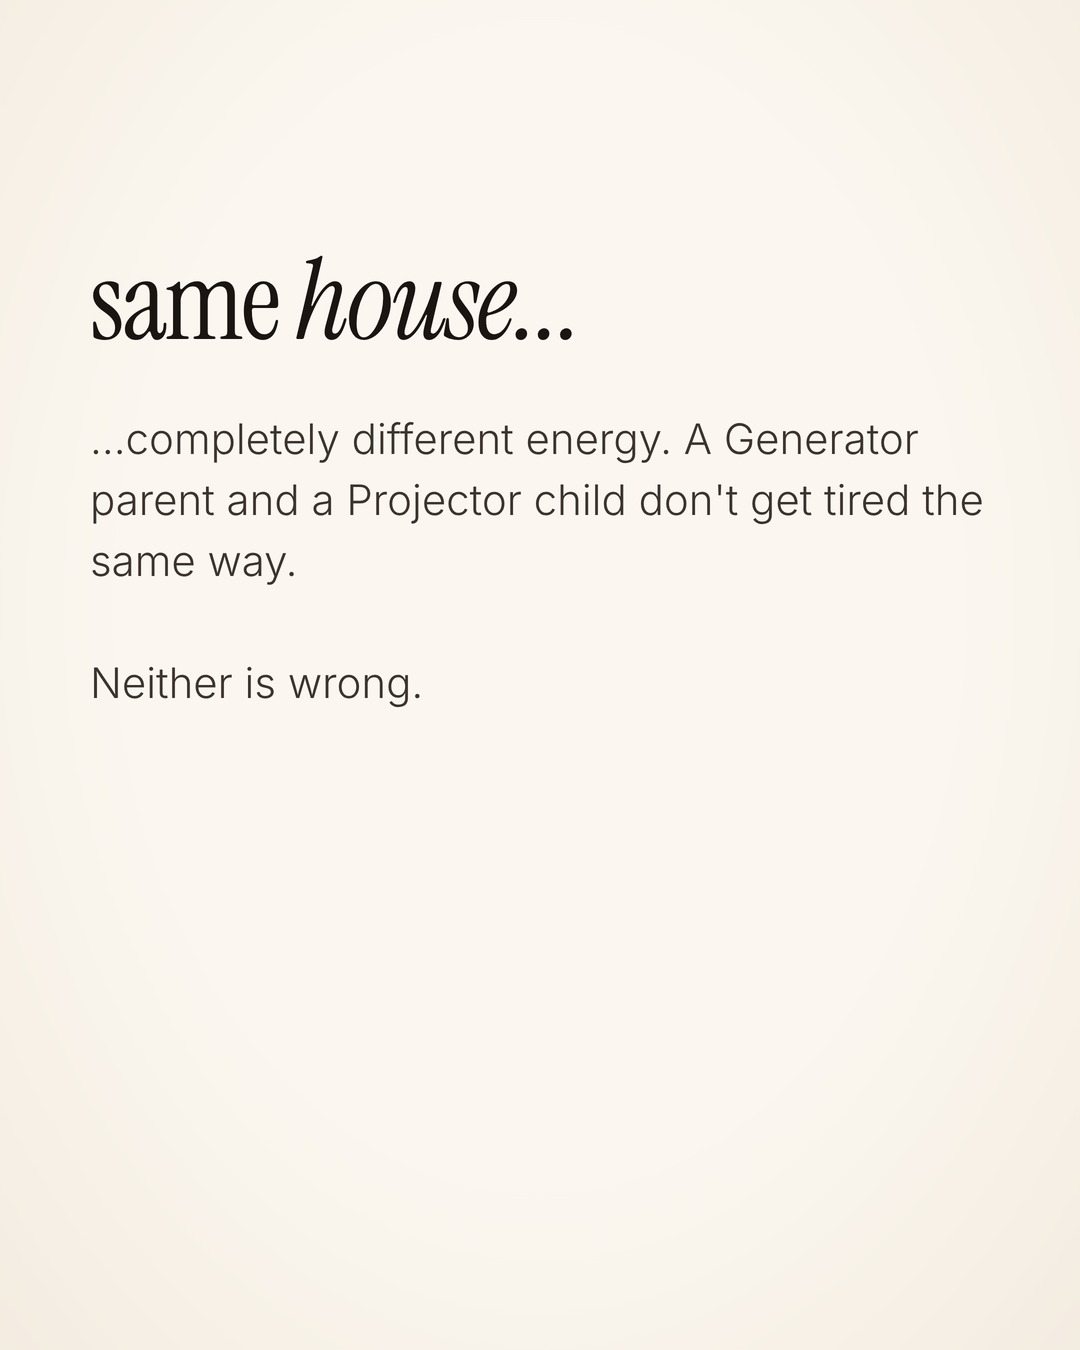 same house...
...completely different energy. A Generator
parent and a Projector child don't get tired the
same way.
Neither is wrong.